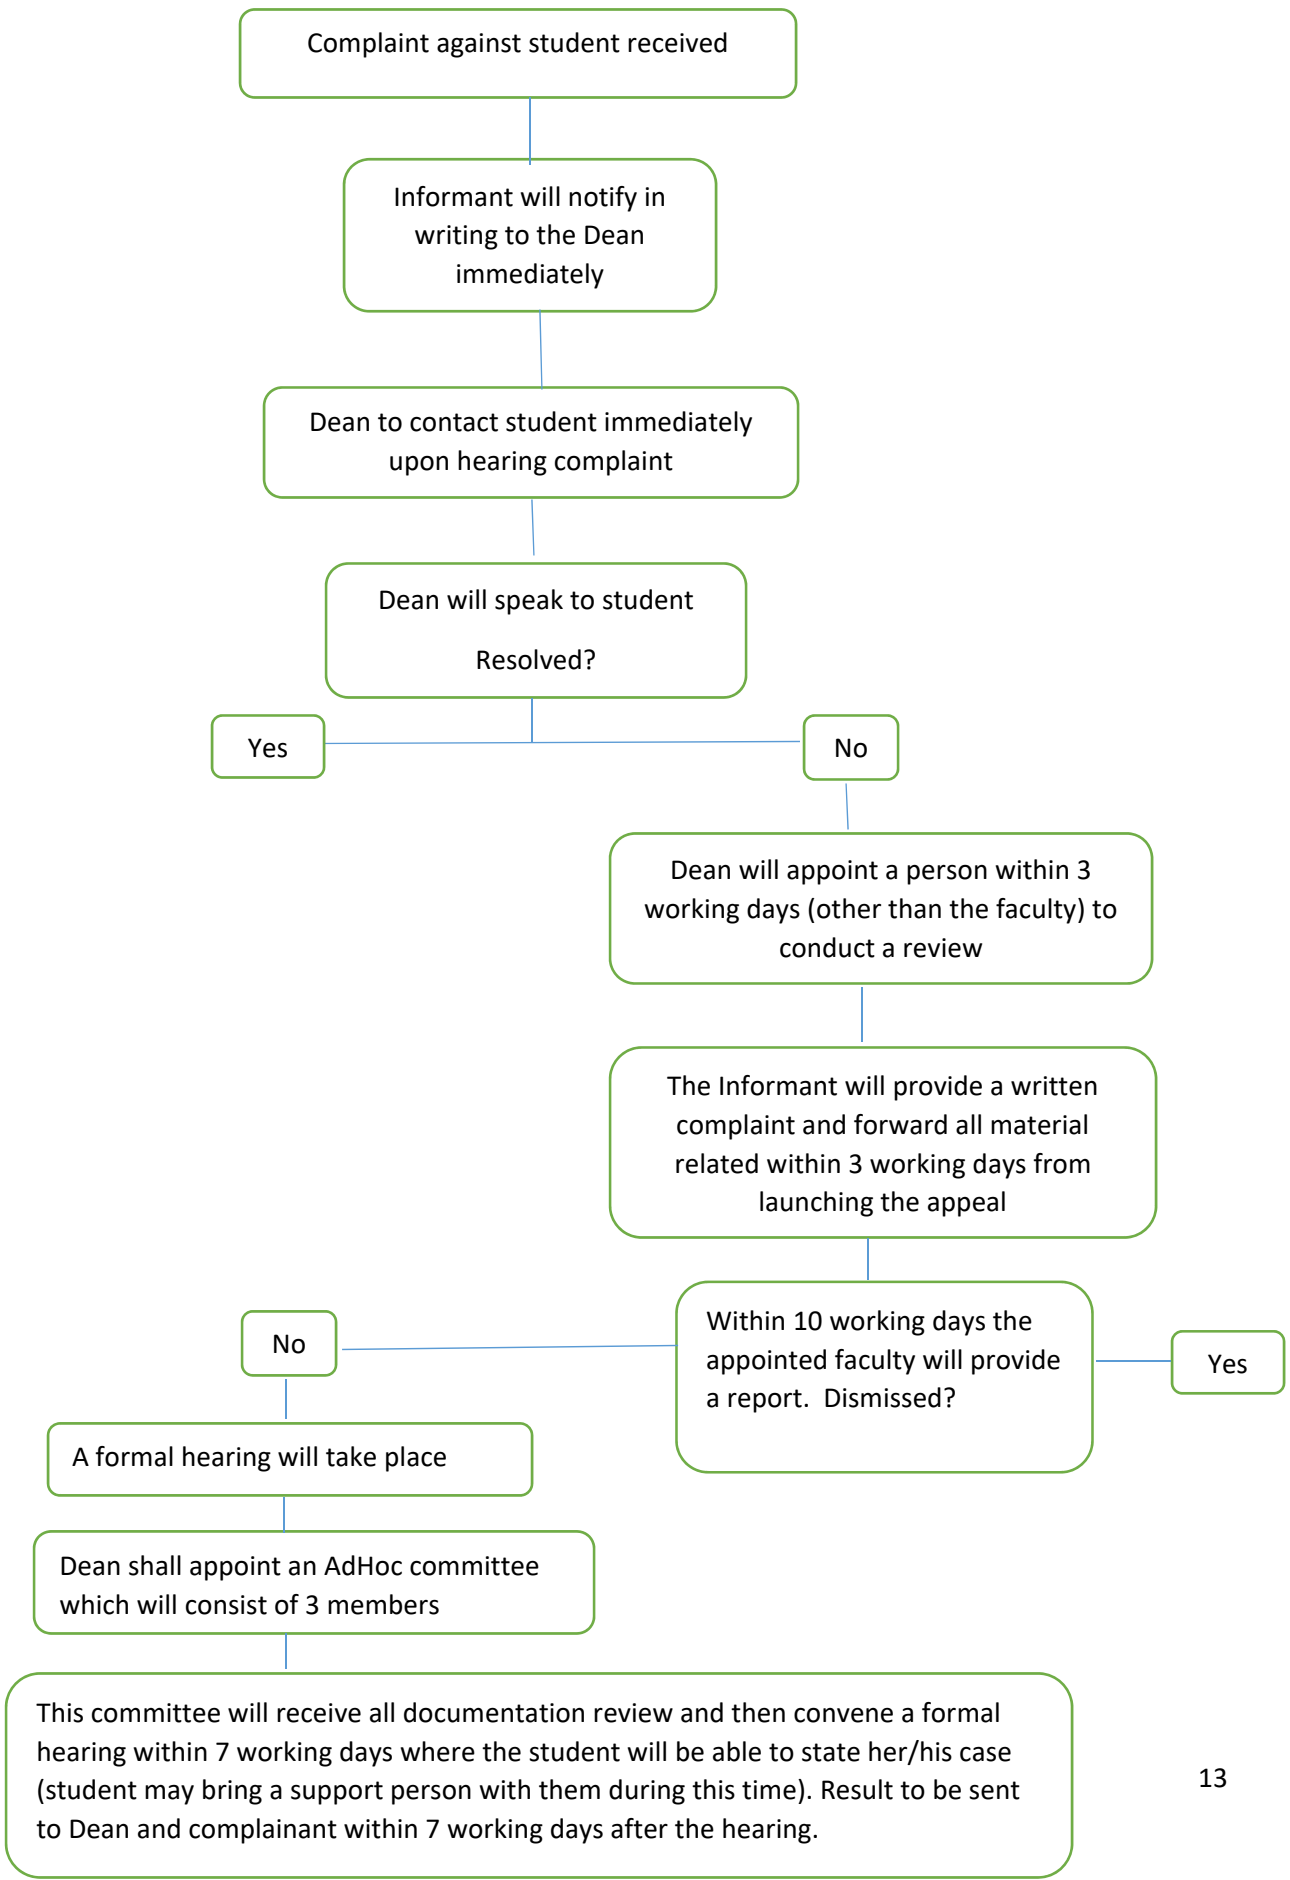 Complaint against student received
Informant will notify in
writing to the Dean
immediately
Dean to contact student immediately
upon hearing complaint
Dean will speak to student
Resolved?
Yes
No
Dean will appoint a person within 3
working days (other than the faculty) to
conduct a review
The Informant will provide a written
complaint and forward all material
related within 3 working days from
launching the appeal
Within 10 working days the
appointed faculty will provide
a report.  Dismissed?
No
Yes
A formal hearing will take place
Dean shall appoint an AdHoc committee
which will consist of 3 members
This committee will receive all documentation review and then convene a formal
hearing within 7 working days where the student will be able to state her/his case
(student may bring a support person with them during this time). Result to be sent
to Dean and complainant within 7 working days after the hearing.
13